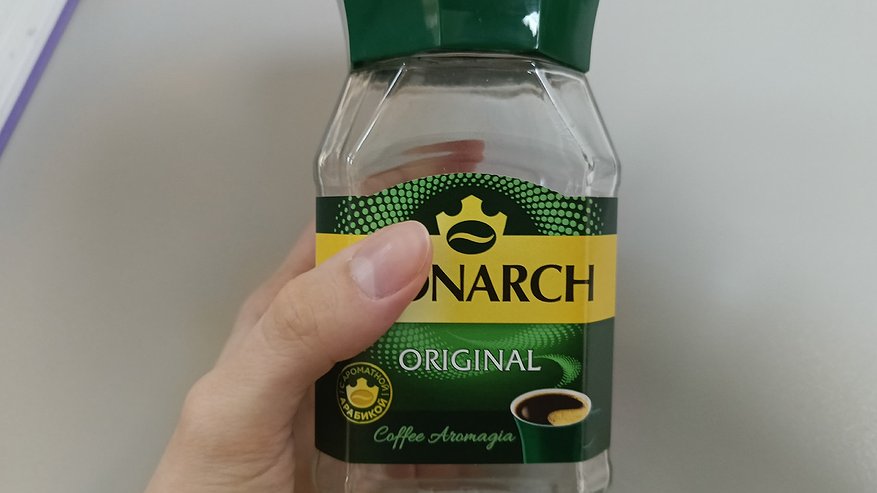 ONARCH
ORIGINAL
С АРОМАТНОЙ
АРАБИКОЙ
Coffee Aromagia